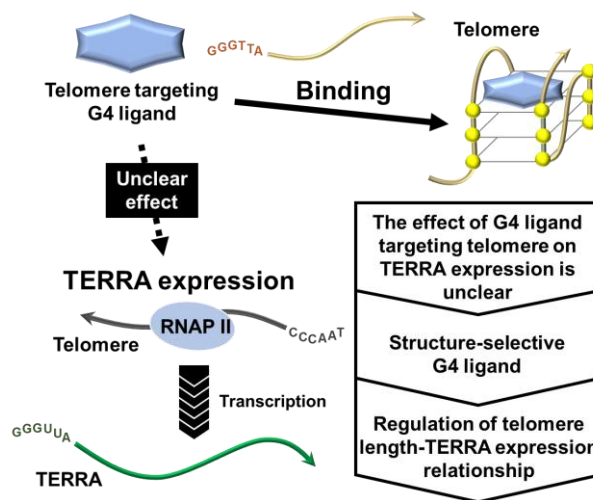 GGGTTA
Telomere
Telomere targeting
G4 ligand
Binding
Unclear
effect
TERRA expression
RNAP II
CCCAAT
Telomere
Transcription
GGGUUA
TERRA
The effect of G4 ligand
targeting telomere on
TERRA expression is
unclear
Structure-selective
G4 ligand
Regulation of telomere
length-TERRA expression
relationship